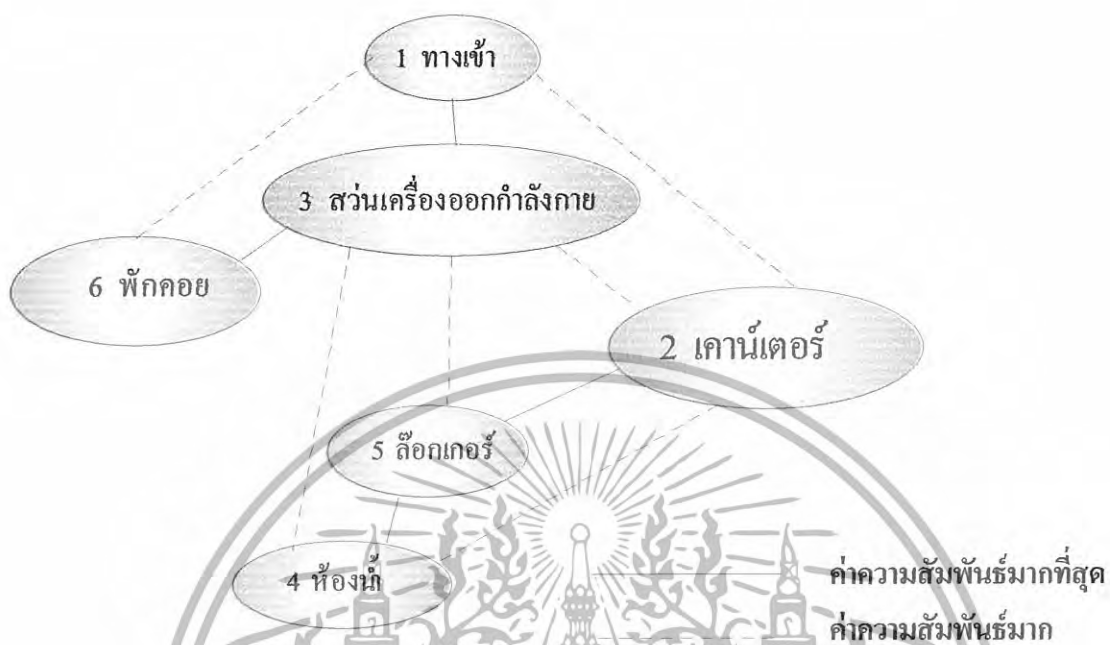 1 ทางเข้า
3 สว่นเครื่องออกกำลังกาย
6 พักคอย
2 เคาน์เตอร์
5 ล๊อกเกอร์
4 ห้องน้ำ
ค่าความสัมพันธ์มากที่สุด
ค่าความสัมพันธ์มาก